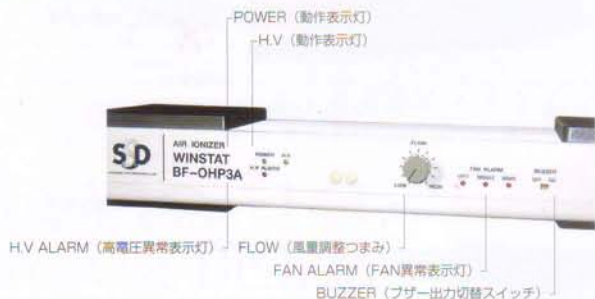 POWER（動作表示灯）
H.V（動作表示灯）
SSD
AIR IONIZER
WINSTAT
BF-OHP3A
POWER H.V
H.V ALARM
FLOW
LOW HIGH
FAN ALARM
LEFT RIGHT
BUZZER
OFF ON
H.V ALARM（高電圧異常表示灯）
FLOW（風量調整つまみ）
FAN ALARM（FAN異常表示灯）
BUZZER（ブザー出力切替スイッチ）